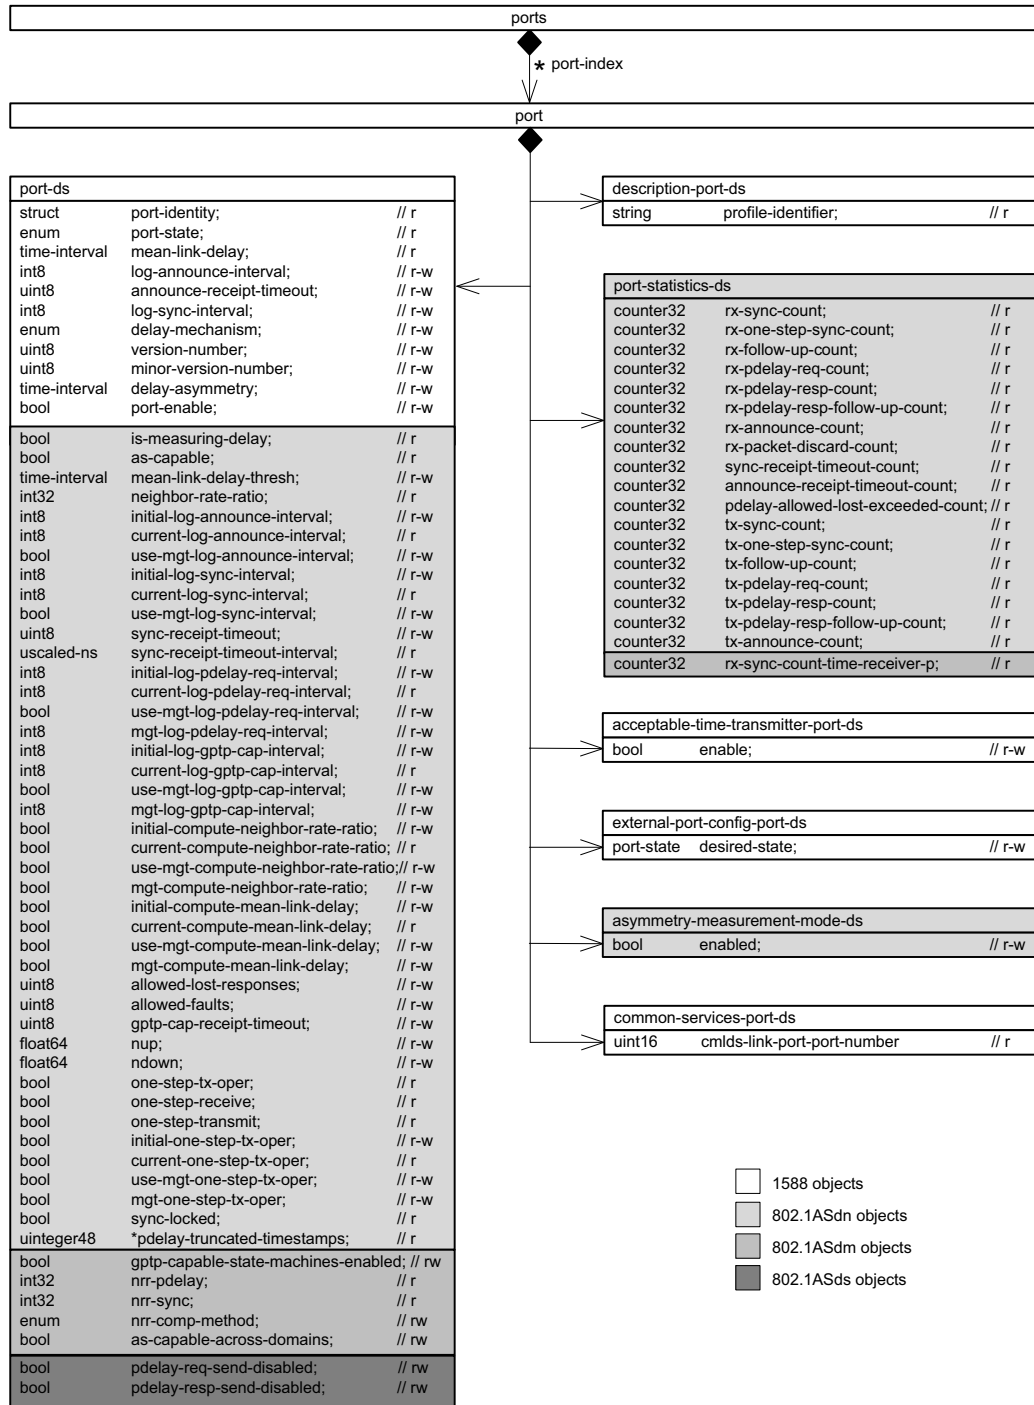 ports
* port-index
port
port-ds
struct port-identity; // r
enum port-state; // r
time-interval mean-link-delay; // r
int8 log-announce-interval; // r-w
uint8 announce-receipt-timeout; // r-w
int8 log-sync-interval; // r-w
enum delay-mechanism; // r-w
uint8 version-number; // r-w
uint8 minor-version-number; // r-w
time-interval delay-asymmetry; // r-w
bool port-enable; // r-w
bool is-measuring-delay; // r
bool as-capable; // r
time-interval mean-link-delay-thresh; // r-w
int32 neighbor-rate-ratio; // r
int8 initial-log-announce-interval; // r-w
int8 current-log-announce-interval; // r
bool use-mgt-log-announce-interval; // r-w
int8 initial-log-sync-interval; // r-w
int8 current-log-sync-interval; // r
bool use-mgt-log-sync-interval; // r-w
uint8 sync-receipt-timeout; // r-w
uscaled-ns sync-receipt-timeout-interval; // r
int8 initial-log-pdelay-req-interval; // r-w
int8 current-log-pdelay-req-interval; // r
bool use-mgt-log-pdelay-req-interval; // r-w
int8 mgt-log-pdelay-req-interval; // r-w
int8 initial-log-gptp-cap-interval; // r-w
int8 current-log-gptp-cap-interval; // r
bool use-mgt-log-gptp-cap-interval; // r-w
int8 mgt-log-gptp-cap-interval; // r-w
bool initial-compute-neighbor-rate-ratio; // r-w
bool current-compute-neighbor-rate-ratio; // r
bool use-mgt-compute-neighbor-rate-ratio; // r-w
bool mgt-compute-neighbor-rate-ratio; // r-w
bool initial-compute-mean-link-delay; // r-w
bool current-compute-mean-link-delay; // r
bool use-mgt-compute-mean-link-delay; // r-w
bool mgt-compute-mean-link-delay; // r-w
uint8 allowed-lost-responses; // r-w
uint8 allowed-faults; // r-w
uint8 gptp-cap-receipt-timeout; // r-w
float64 nup; // r-w
float64 ndown; // r-w
bool one-step-tx-oper; // r
bool one-step-receive; // r
bool one-step-transmit; // r
bool initial-one-step-tx-oper; // r-w
bool current-one-step-tx-oper; // r
bool use-mgt-one-step-tx-oper; // r-w
bool mgt-one-step-tx-oper; // r-w
bool sync-locked; // r
uinteger48 *pdelay-truncated-timestamps; // r
bool gptp-capable-state-machines-enabled; // rw
int32 nrr-pdelay; // r
int32 nrr-sync; // r
enum nrr-comp-method; // rw
bool as-capable-across-domains; // rw
bool pdelay-req-send-disabled; // rw
bool pdelay-resp-send-disabled; // rw
description-port-ds
string profile-identifier; // r
port-statistics-ds
counter32 rx-sync-count; // r
counter32 rx-one-step-sync-count; // r
counter32 rx-follow-up-count; // r
counter32 rx-pdelay-req-count; // r
counter32 rx-pdelay-resp-count; // r
counter32 rx-pdelay-resp-follow-up-count; // r
counter32 rx-announce-count; // r
counter32 rx-packet-discard-count; // r
counter32 sync-receipt-timeout-count; // r
counter32 announce-receipt-timeout-count; // r
counter32 pdelay-allowed-lost-exceeded-count; // r
counter32 tx-sync-count; // r
counter32 tx-one-step-sync-count; // r
counter32 tx-follow-up-count; // r
counter32 tx-pdelay-req-count; // r
counter32 tx-pdelay-resp-count; // r
counter32 tx-pdelay-resp-follow-up-count; // r
counter32 tx-announce-count; // r
counter32 rx-sync-count-time-receiver-p; // r
acceptable-time-transmitter-port-ds
bool enable; // r-w
external-port-config-port-ds
port-state desired-state; // r-w
asymmetry-measurement-mode-ds
bool enabled; // r-w
common-services-port-ds
uint16 cmlds-link-port-port-number // r
1588 objects
802.1ASdn objects
802.1ASdm objects
802.1ASds objects